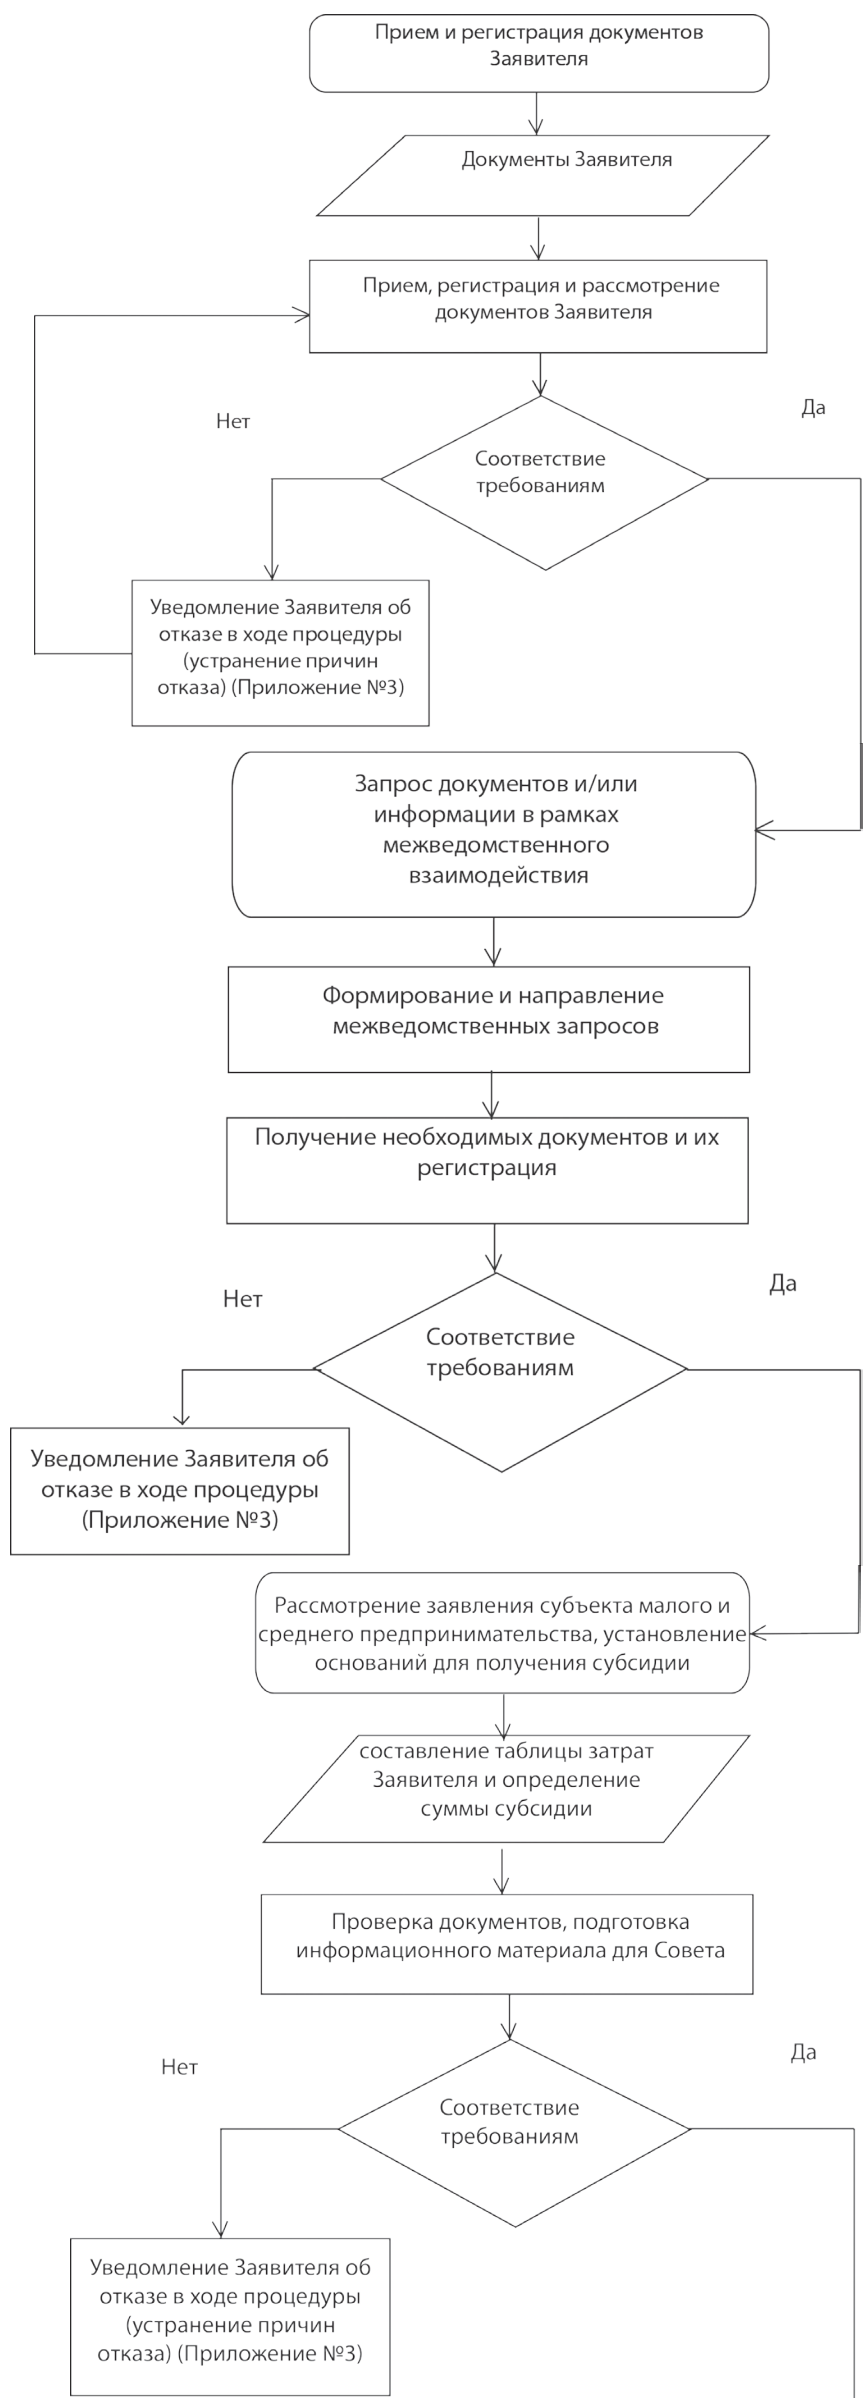 Прием и регистрация документов
Заявителя
Документы Заявителя
Прием, регистрация и рассмотрение
документов Заявителя
Нет
Да
Соответствие
требованиям
Уведомление Заявителя об
отказе в ходе процедуры
(устранение причин
отказа) (Приложение №3)
Запрос документов и/или
информации в рамках
межведомственного
взаимодействия
Формирование и направление
межведомственных запросов
Получение необходимых документов и их
регистрация
Нет
Да
Соответствие
требованиям
Уведомление Заявителя об
отказе в ходе процедуры
(Приложение №3)
Рассмотрение заявления субъекта малого и
среднего предпринимательства, установление
оснований для получения субсидии
составление таблицы затрат
Заявителя и определение
суммы субсидии
Проверка документов, подготовка
информационного материала для Совета
Нет
Да
Соответствие
требованиям
Уведомление Заявителя об
отказе в ходе процедуры
(устранение причин
отказа) (Приложение №3)